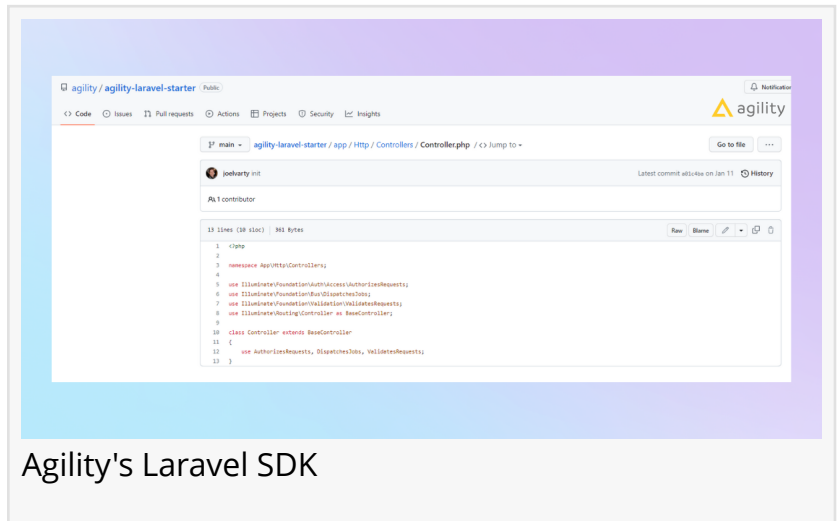 agility / agility-laravel-starter Public
Notification
<> Code Issues Pull requests Actions Projects Security Insights
agility
main agility-laravel-starter / app / Http / Controllers / Controller.php / <> Jump to
Go to file ...
joelvarty init
Latest commit on Jan 11 History
1 contributor
13 lines (10 sloc) 361 Bytes
Raw Blame
1 <?php
2
3 namespace App\Http\Controllers;
4
5 use Illuminate\Foundation\Auth\Access\AuthorizesRequests;
6 use Illuminate\Foundation\Bus\DispatchesJobs;
7 use Illuminate\Foundation\Validation\ValidatesRequests;
8 use Illuminate\Routing\Controller as BaseController;
9
10 class Controller extends BaseController
11 {
12 use AuthorizesRequests, DispatchesJobs, ValidatesRequests;
13 }
Agility's Laravel SDK